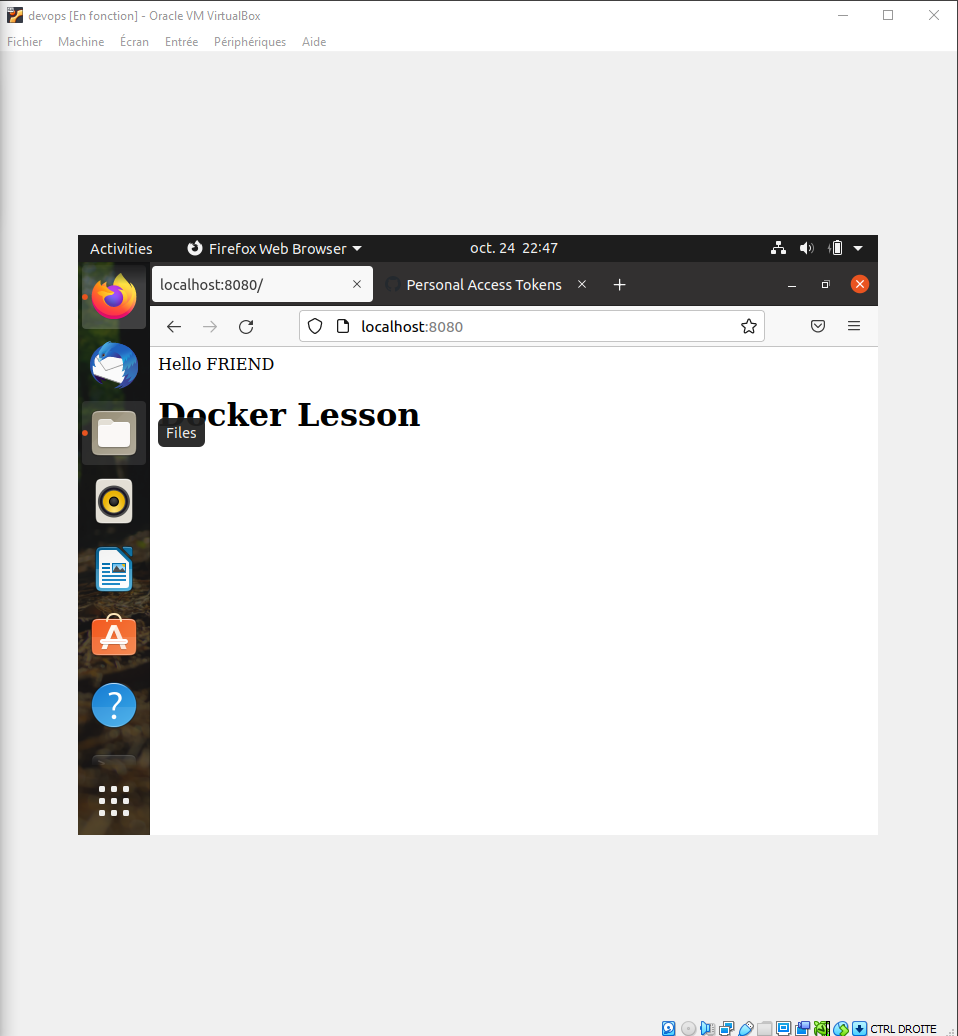 devops [En fonction] - Oracle VM VirtualBox
Fichier Machine Écran Entrée Périphériques Aide
Activities Firefox Web Browser oct. 24 22:47
localhost:8080/ Personal Access Tokens
localhost:8080
Hello FRIEND
Docker Lesson
Files
CTRL DROITE